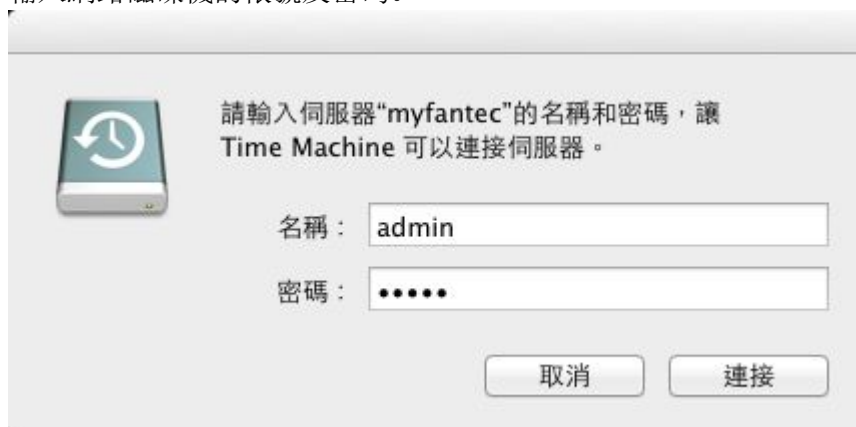 請輸入伺服器“myfantec”的名稱和密碼，讓
Time Machine 可以連接伺服器。
名稱： admin
密碼： •••••
取消 連接